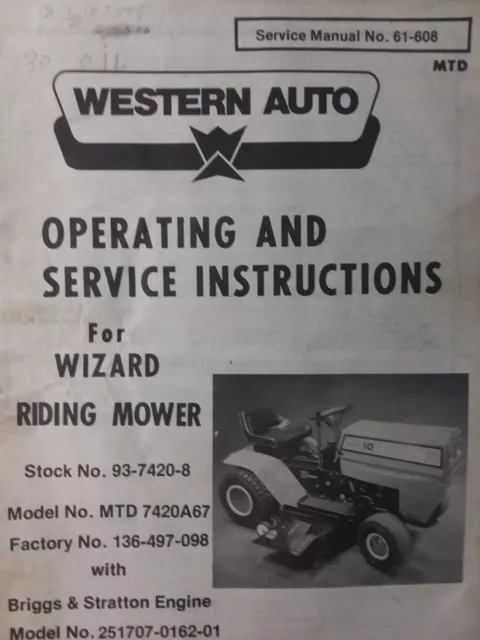 Service Manual No. 61-608
MTD
30 OIL
WESTERN AUTO
OPERATING AND
SERVICE INSTRUCTIONS
For
WIZARD
RIDING MOWER
10
Stock No. 93-7420-8
Model No. MTD 7420A67
Factory No. 136-497-098
with
Briggs & Stratton Engine
Model No. 251707-0162-01